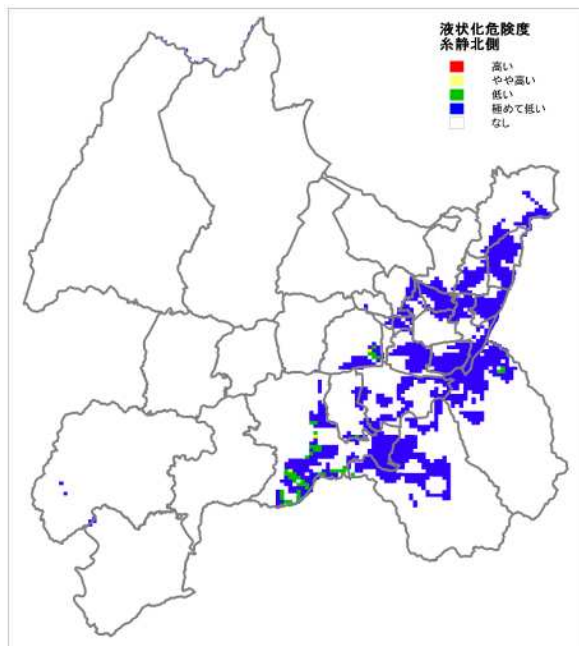 液状化危険度
糸静北側
高い
やや高い
低い
極めて低い
なし